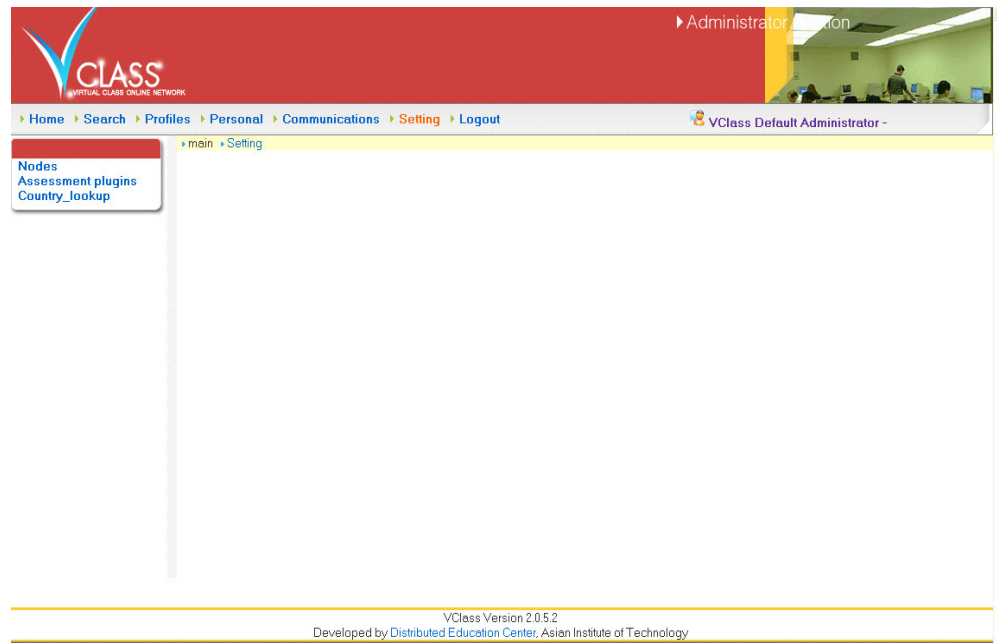 Administrator Section
VCLASS
VIRTUAL CLASS ONLINE NETWORK
Home Search Profiles Personal Communications Setting Logout
VClass Default Administrator -
main Setting
Nodes
Assessment plugins
Country_lookup
VClass Version 2.0.5.2
Developed by Distributed Education Center, Asian Institute of Technology